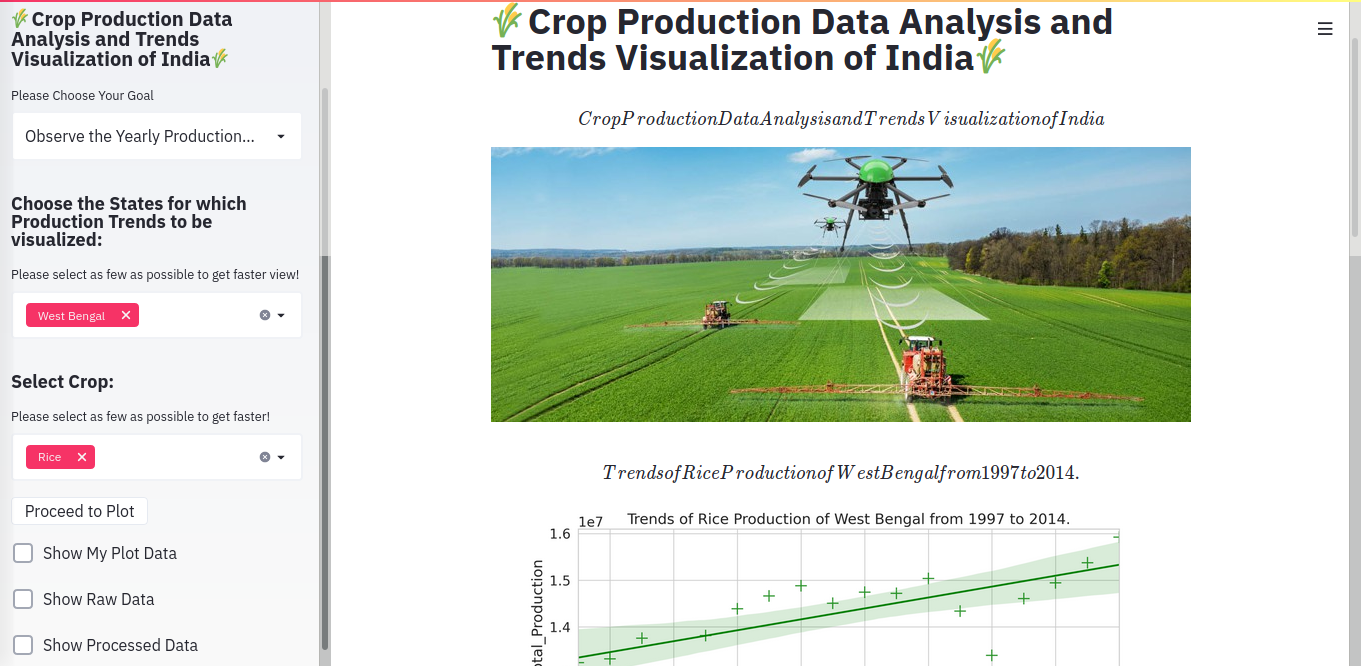 🌾Crop Production Data
Analysis and Trends
Visualization of India🌾
Please Choose Your Goal
Observe the Yearly Production...
Choose the States for which
Production Trends to be
visualized:
Please select as few as possible to get faster view!
West Bengal
Select Crop:
Please select as few as possible to get faster!
Rice
Proceed to Plot
Show My Plot Data
Show Raw Data
Show Processed Data
🌾Crop Production Data Analysis and
Trends Visualization of India🌾
CropProductionDataAnalysisandTrendsVisualizationofIndia
TrendsofRiceProductionofWestBengalfrom1997to2014.
Trends of Rice Production of West Bengal from 1997 to 2014.
1e7
1.6
1.5
1.4
otal_Production